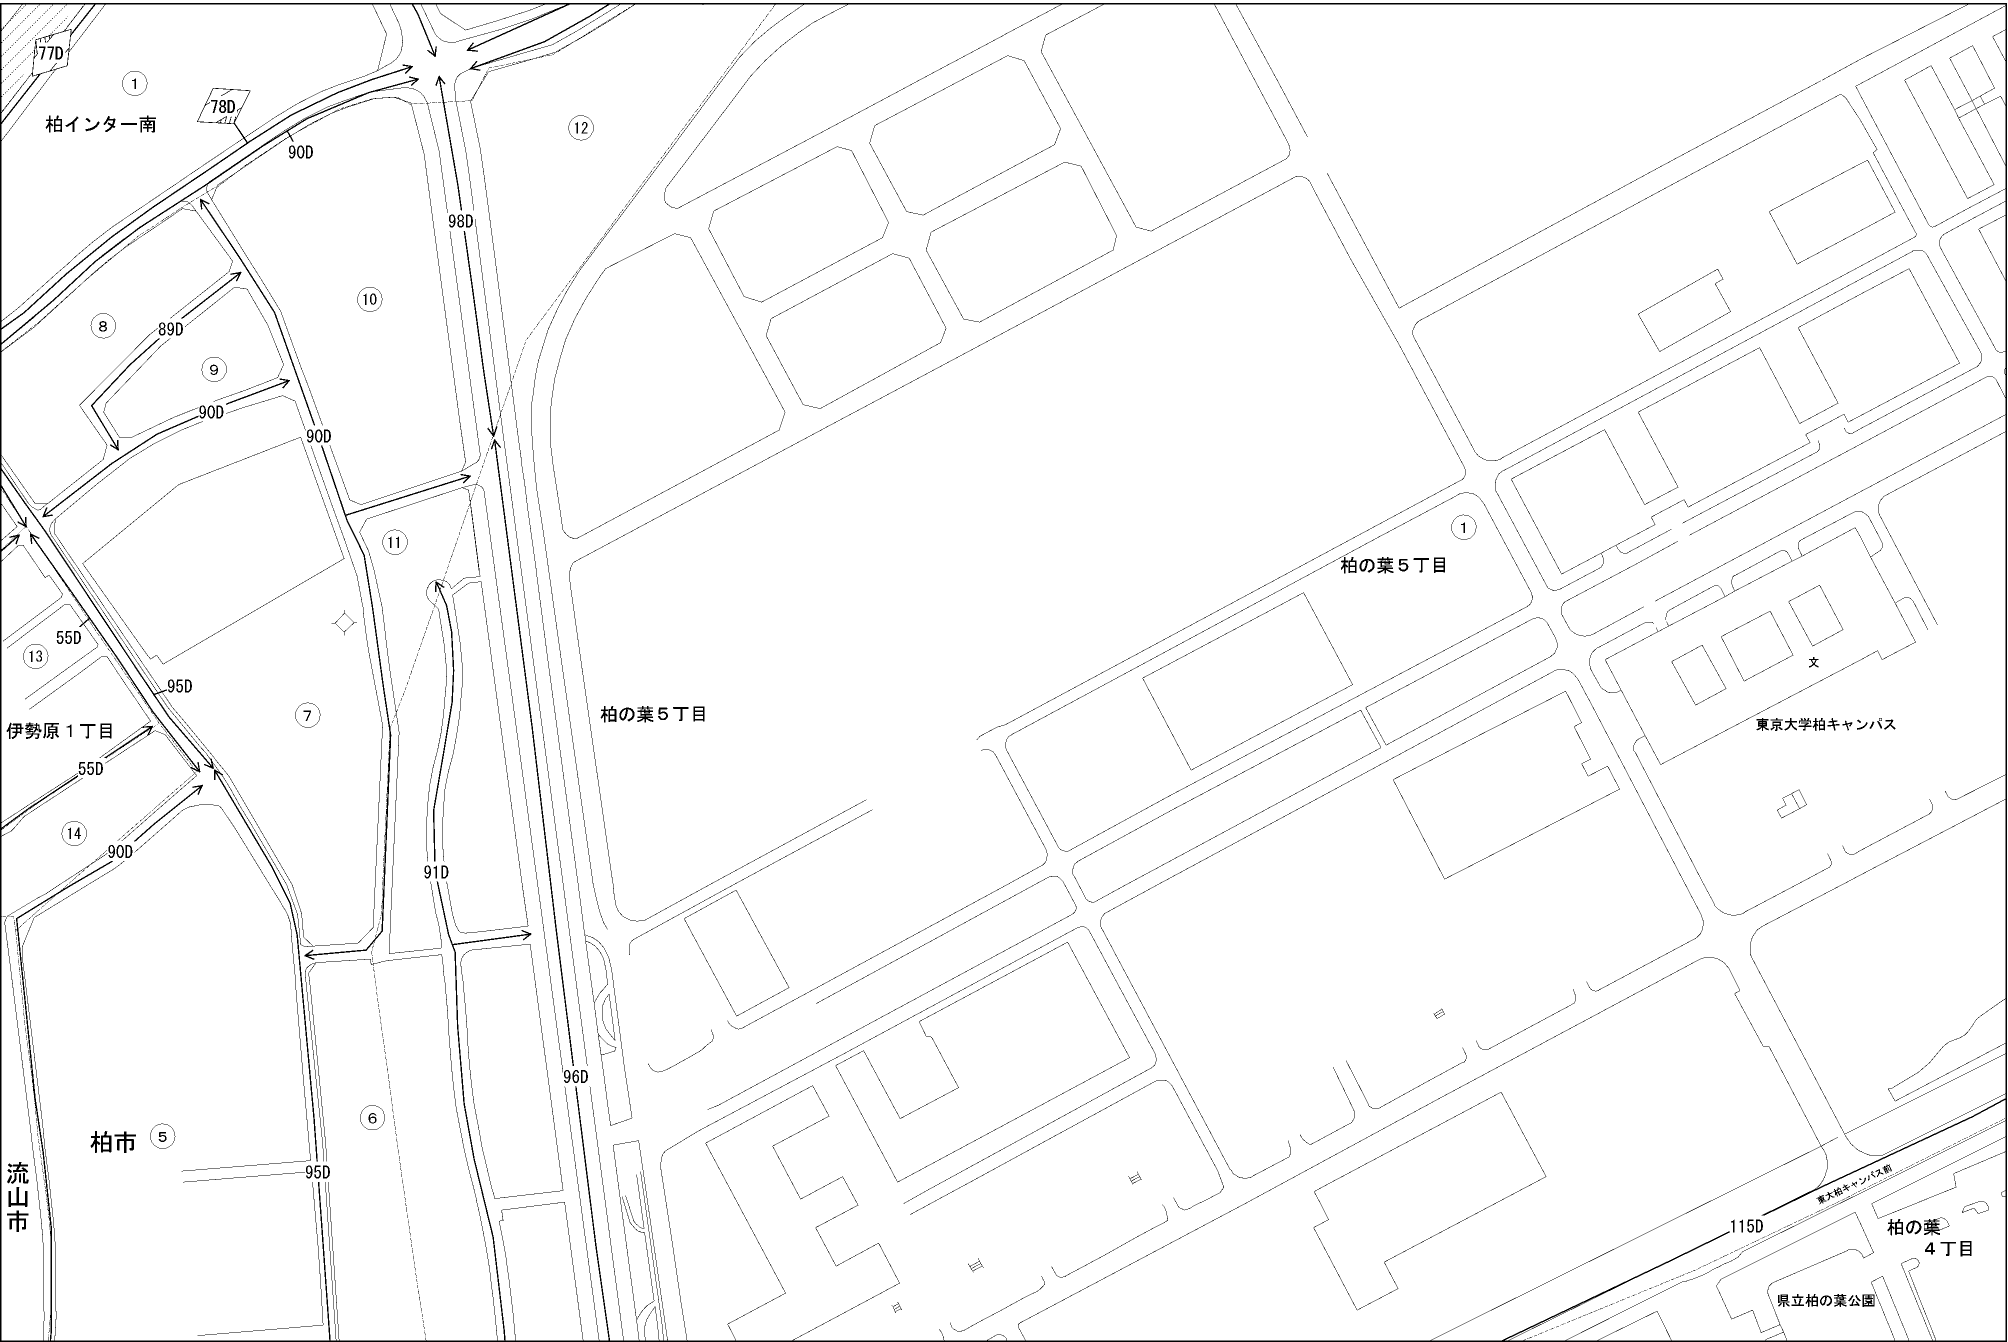 77D
①
78D
柏インター南
90D
⑫
98D
⑩
⑧
89D
⑨
90D
90D
①
⑪
柏の葉５丁目
55D
⑬
文
95D
⑦
柏の葉５丁目
東京大学柏キャンパス
伊勢原１丁目
55D
⑭
90D
91D
96D
⑥
柏市
⑤
流山市
95D
東大柏キャンパス前
115D
柏の葉
４丁目
県立柏の葉公園